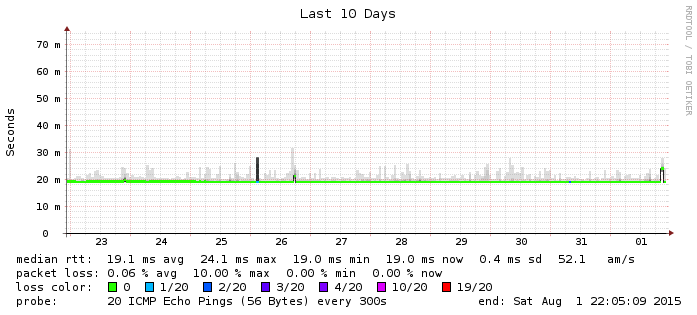 Last 10 Days
RRDTOOL / TOBI OETIKER
Seconds
70 m
60 m
50 m
40 m
30 m
20 m
10 m
0
23 24 25 26 27 28 29 30 31 01
median rtt: 19.1 ms avg 24.1 ms max 19.0 ms min 19.0 ms now 0.4 ms sd 52.1 am/s
packet loss: 0.06 % avg 10.00 % max 0.00 % min 0.00 % now
loss color: 0 1/20 2/20 3/20 4/20 10/20 19/20
probe: 20 ICMP Echo Pings (56 Bytes) every 300s end: Sat Aug 1 22:05:09 2015